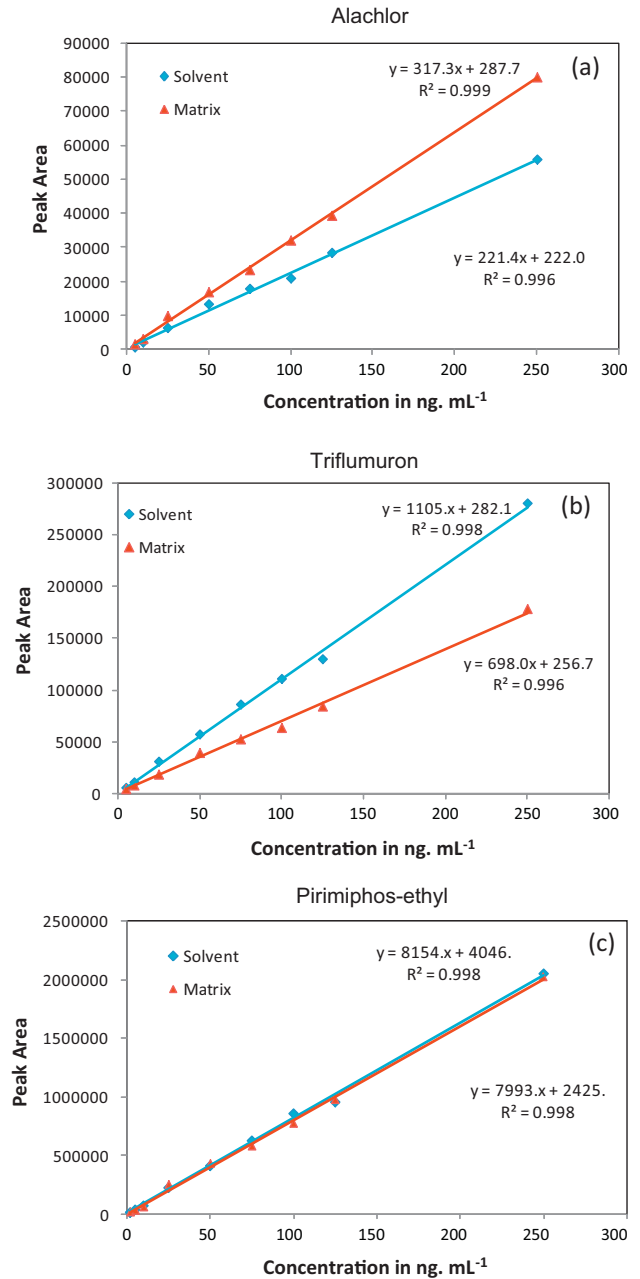 Alachlor
90000
80000
70000
60000
50000
40000
30000
20000
10000
0
Peak Area
Solvent
Matrix
y = 317.3x + 287.7
R² = 0.999
(a)
y = 221.4x + 222.0
R² = 0.996
0 50 100 150 200 250 300
Concentration in ng. mL⁻¹
Triflumuron
300000
250000
200000
150000
100000
50000
0
Peak Area
Solvent
Matrix
y = 1105.x + 282.1
R² = 0.998
(b)
y = 698.0x + 256.7
R² = 0.996
0 50 100 150 200 250 300
Concentration in ng. mL⁻¹
Pirimiphos-ethyl
2500000
2000000
1500000
1000000
500000
0
Peak Area
Solvent
Matrix
y = 8154.x + 4046.
R² = 0.998
(c)
y = 7993.x + 2425.
R² = 0.998
0 50 100 150 200 250 300
Concentration in ng. mL⁻¹